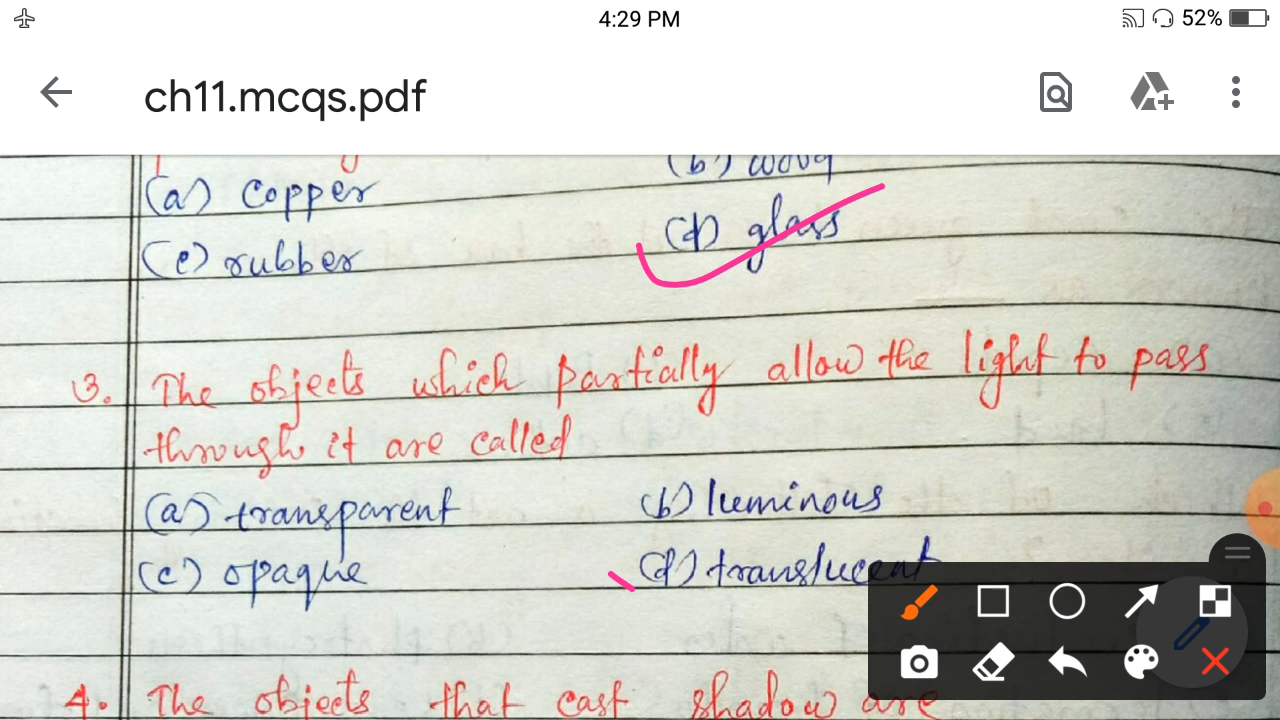 4:29 PM
52%
ch11.mcqs.pdf
(a) copper
(b) wood
(c) rubber
(d) glass
3. The objects which partially allow the light to pass
through it are called
(a) transparent
(b) luminous
(c) opaque
(d) translucent
4. The objects that cast shadow are